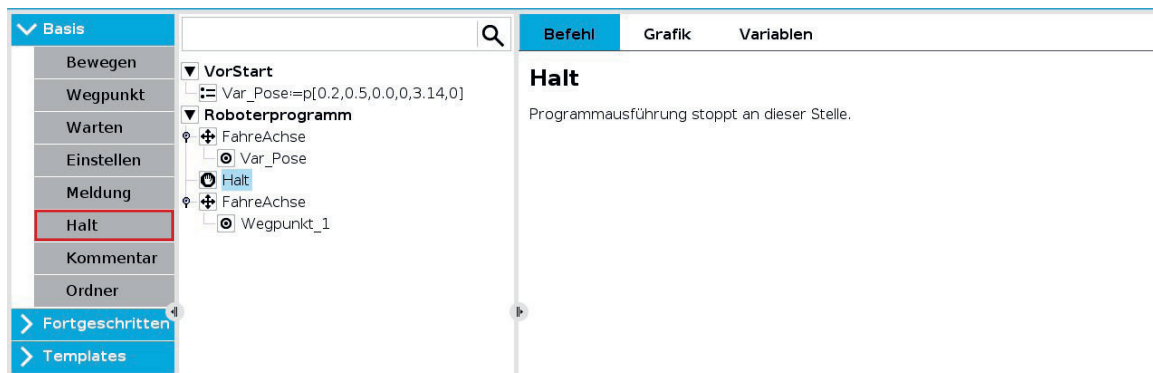 Basis
Bewegen
Wegpunkt
Warten
Einstellen
Meldung
Halt
Kommentar
Ordner
Fortgeschritten
Templates
VorStart
Var_Pose:=p[0.2,0.5,0.0,0,3.14,0]
Roboterprogramm
FahreAchse
Var_Pose
Halt
FahreAchse
Wegpunkt_1
Befehl Grafik Variablen
Halt
Programmausführung stoppt an dieser Stelle.